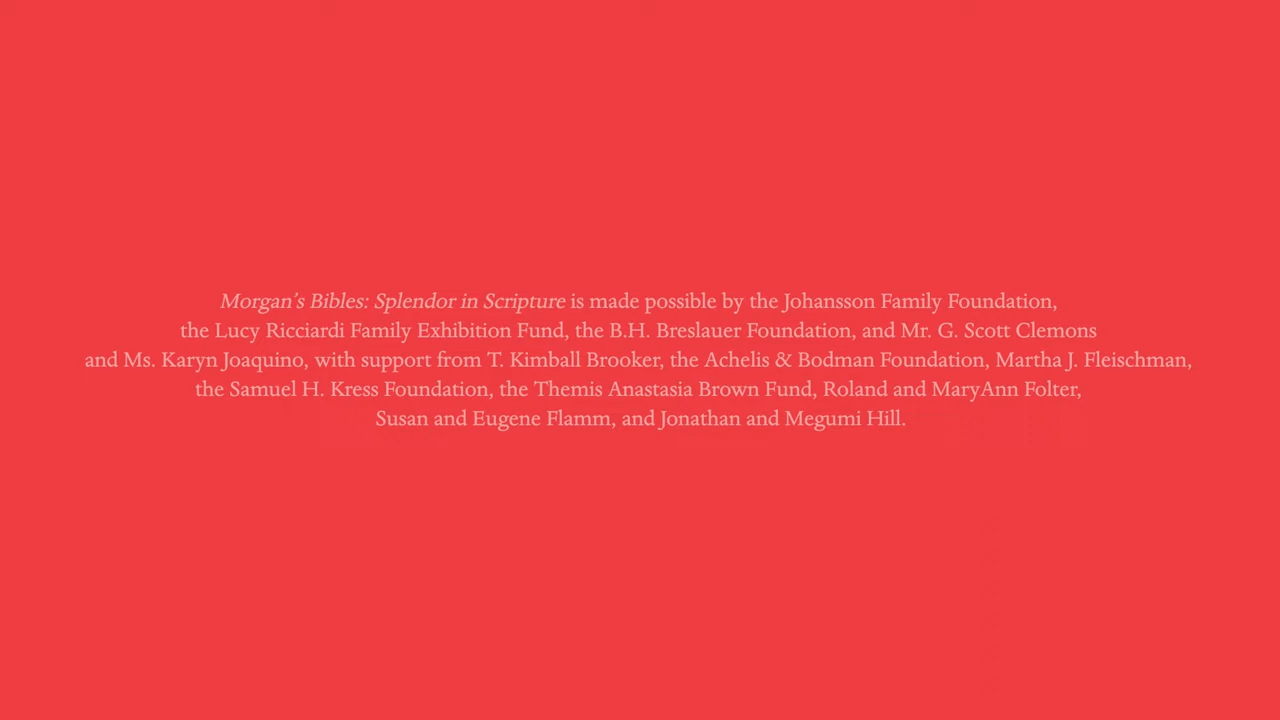 Morgan’s Bibles: Splendor in Scripture is made possible by the Johansson Family Foundation,
the Lucy Ricciardi Family Exhibition Fund, the B.H. Breslauer Foundation, and Mr. G. Scott Clemons
and Ms. Karyn Joaquino, with support from T. Kimball Brooker, the Achelis & Bodman Foundation, Martha J. Fleischman,
the Samuel H. Kress Foundation, the Themis Anastasia Brown Fund, Roland and MaryAnn Folter,
Susan and Eugene Flamm, and Jonathan and Megumi Hill.